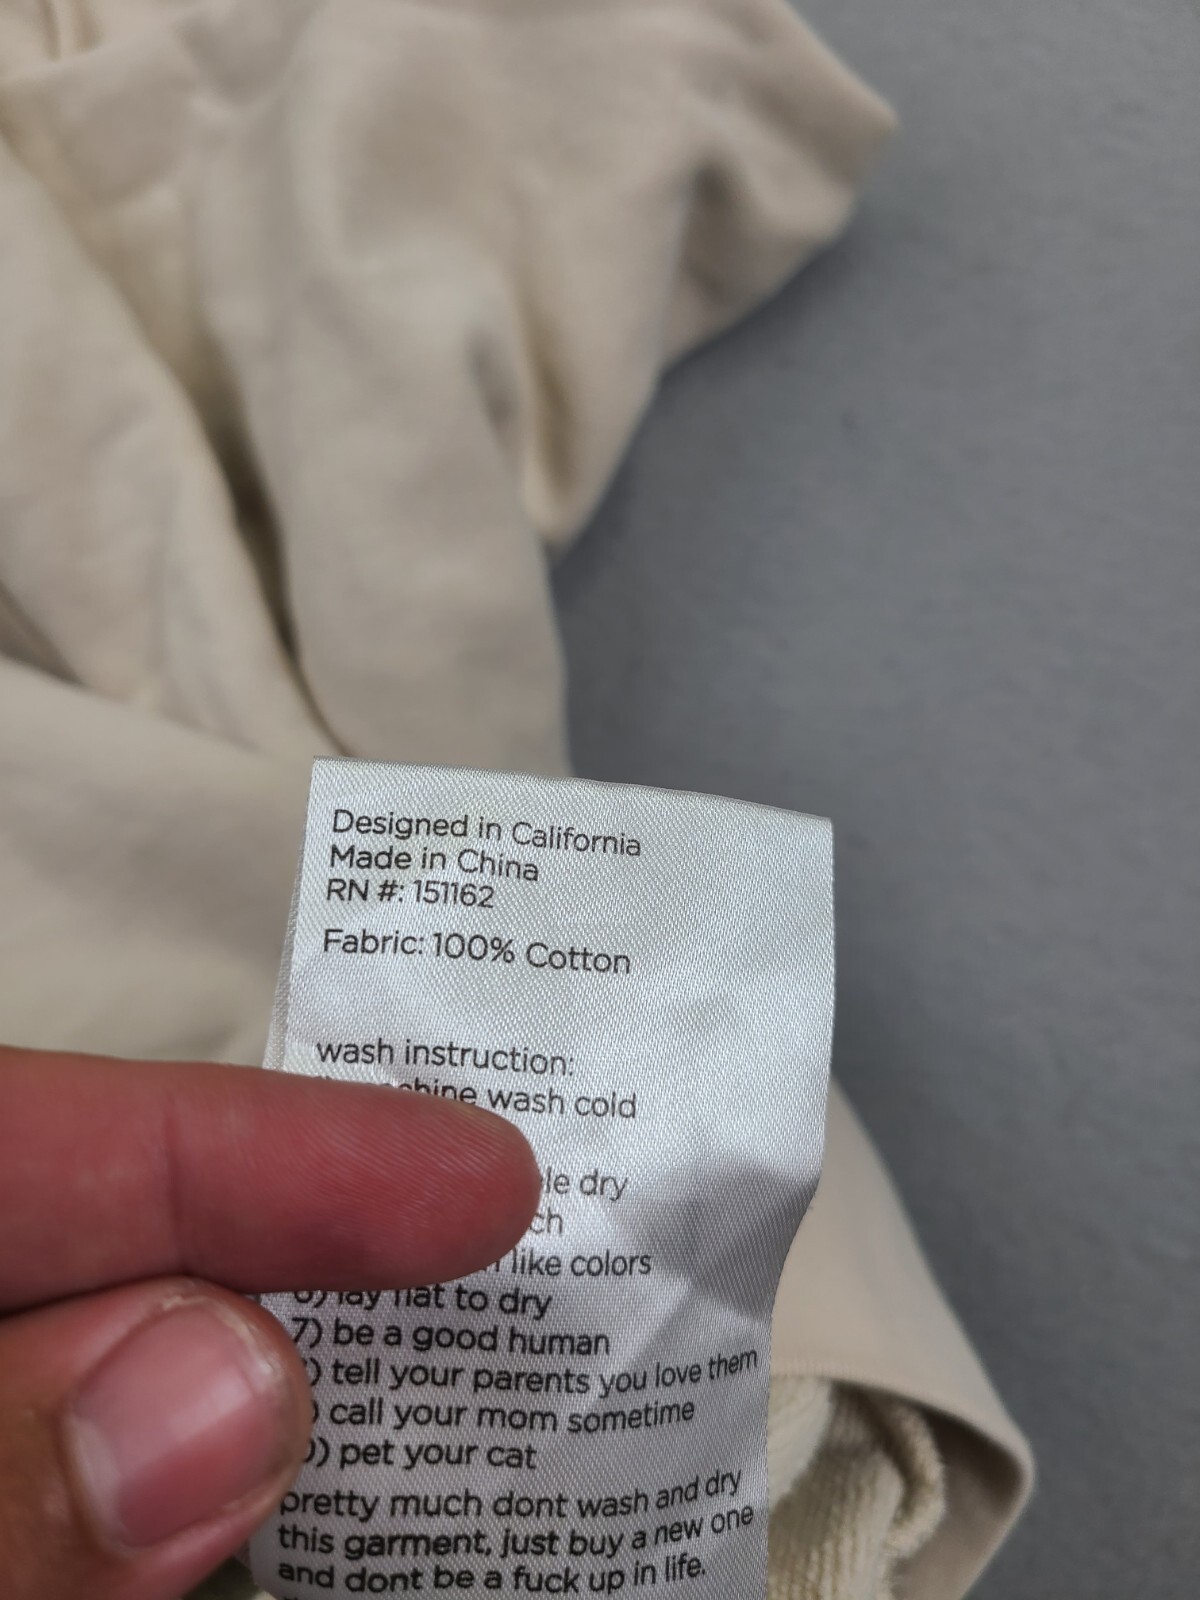 Designed in California
Made in China
RN #: 151162
Fabric: 100% Cotton
wash instruction:
wash cold
dry
like colors
lay flat to dry
7) be a good human
) tell your parents you love them
) call your mom sometime
) pet your cat
pretty much dont wash and dry
this garment, just buy a new one
and dont be a fuck up in life.